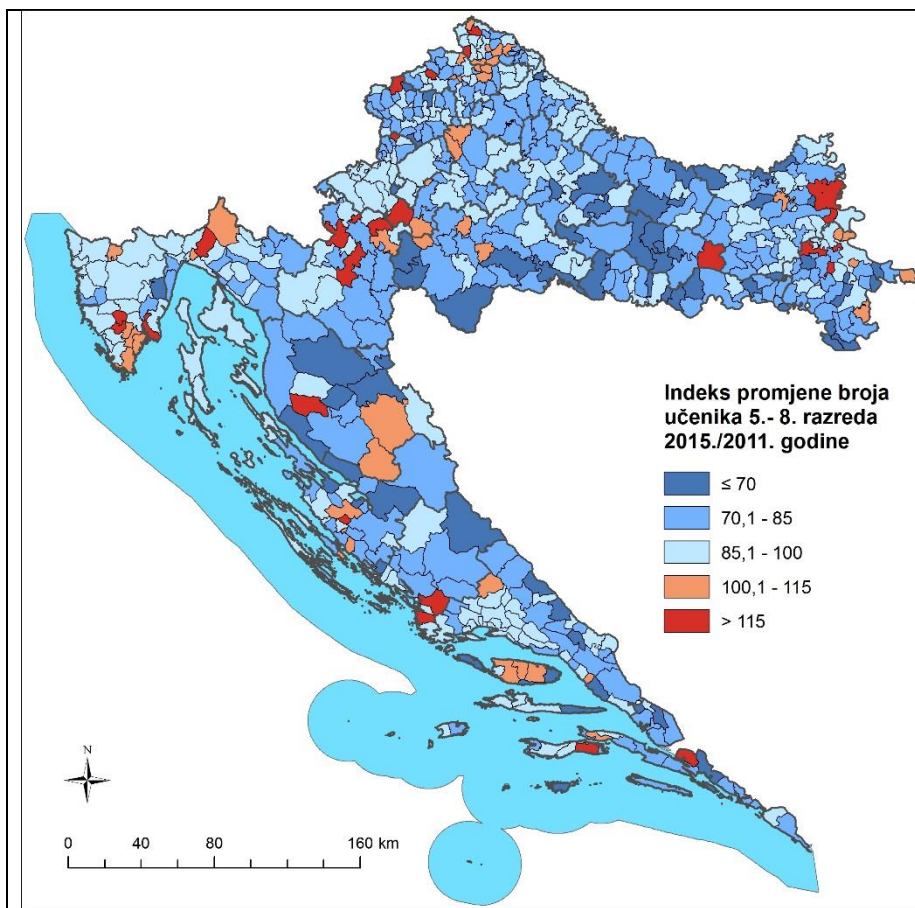 Indeks promjene broja
učenika 5.- 8. razreda
2015./2011. godine
≤ 70
70,1 - 85
85,1 - 100
100,1 - 115
> 115
N
0 40 80 160 km